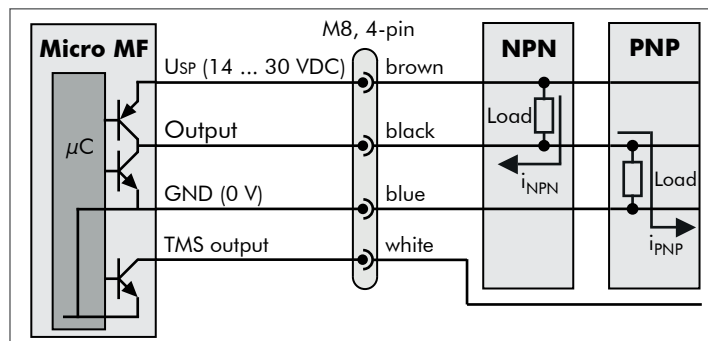 M8, 4-pin
Micro MF
NPN
PNP
USP (14 ... 30 VDC)
brown
Load
Output
black
µC
iNPN
Load
GND (0 V)
blue
iPNP
TMS output
white